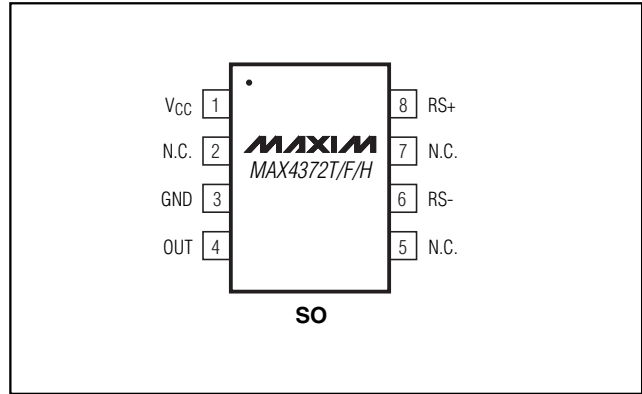 VCC 1 8 RS+
N.C. 2 MAXIM 7 N.C.
MAX4372T/F/H
GND 3 6 RS-
OUT 4 5 N.C.
SO